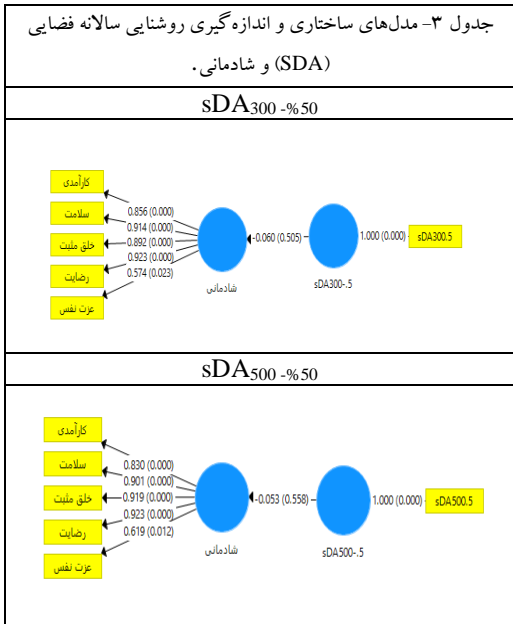 جدول ۳- مدل‌های ساختاری و اندازه‌گیری روشنایی سالانه فضایی
(SDA) و شادمانی.
sDA300 -%50
کارآمدی
سلامت
خلق مثبت
رضایت
عزت نفس
0.856 (0.000)
0.914 (0.000)
0.892 (0.000)
0.923 (0.000)
0.574 (0.023)
شادمانی
-0.060 (0.505)
sDA300-.5
1.000 (0.000)
sDA300.5
sDA500 -%50
کارآمدی
سلامت
خلق مثبت
رضایت
عزت نفس
0.830 (0.000)
0.901 (0.000)
0.919 (0.000)
0.923 (0.000)
0.619 (0.012)
شادمانی
-0.053 (0.558)
sDA500-.5
1.000 (0.000)
sDA500.5